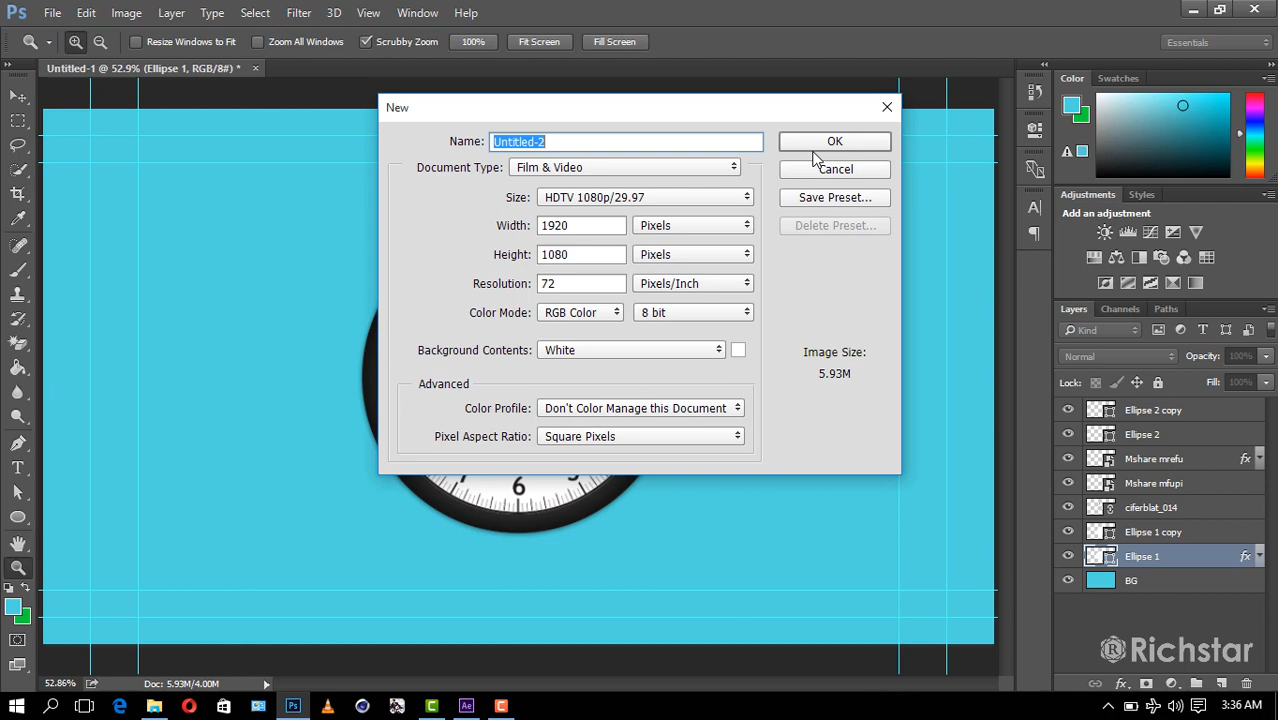 Ps File Edit Image Layer Type Select Filter 3D View Window Help
Resize Windows to Fit Zoom All Windows Scrubby Zoom 100% Fit Screen Fill Screen Essentials
Untitled-1 @ 52.9% (Ellipse 1, RGB/8#) * ×
New
Name: Untitled-2 OK
Document Type: Film & Video Cancel
Size: HDTV 1080p/29.97 Save Preset...
Width: 1920 Pixels Delete Preset...
Height: 1080 Pixels
Resolution: 72 Pixels/Inch
Color Mode: RGB Color 8 bit
Background Contents: White
Image Size:
5.93M
Advanced
Color Profile: Don't Color Manage this Document
Pixel Aspect Ratio: Square Pixels
6
Color Swatches
Adjustments Styles
Add an adjustment
Layers Channels Paths
Kind
Normal Opacity: 100%
Lock: Fill: 100%
Ellipse 2 copy
Ellipse 2
Mshare mrefu fx
Mshare mfupi
ciferblat_014
Ellipse 1 copy
Ellipse 1 fx
BG
Richstar
52.86% Doc: 5.93M/4.00M
fx
Ps Ae C C 3:36 AM